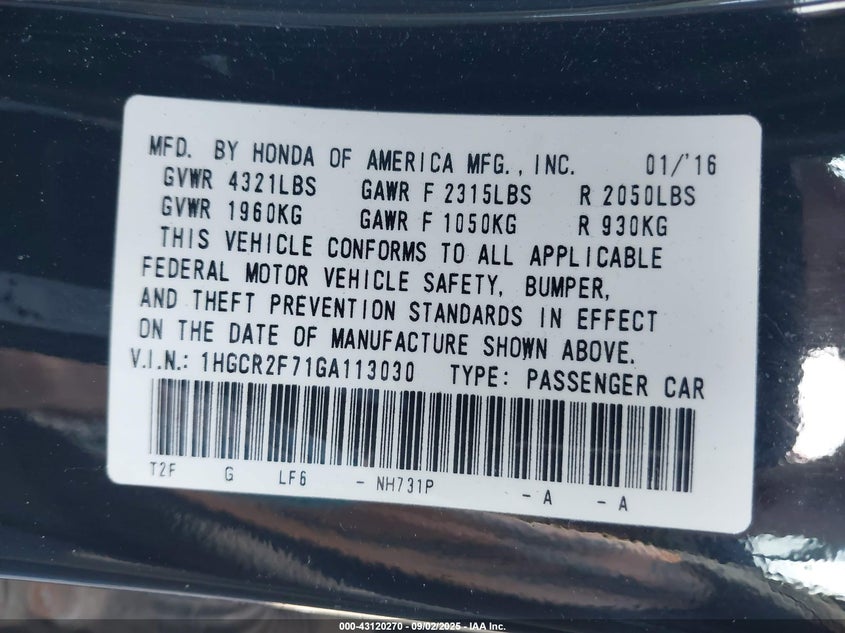 MFD. BY HONDA OF AMERICA MFG., INC. 01/'16
GVWR 4321LBS GAWR F 2315LBS R 2050LBS
GVWR 1960KG GAWR F 1050KG R 930KG
THIS VEHICLE CONFORMS TO ALL APPLICABLE
FEDERAL MOTOR VEHICLE SAFETY, BUMPER,
AND THEFT PREVENTION STANDARDS IN EFFECT
ON THE DATE OF MANUFACTURE SHOWN ABOVE.
V.I.N.: 1HGCR2F71GA113030 TYPE: PASSENGER CAR
T2F G LF6 - NH731P - A - A
000-43120270 - 09/02/2025 - IAA Inc.